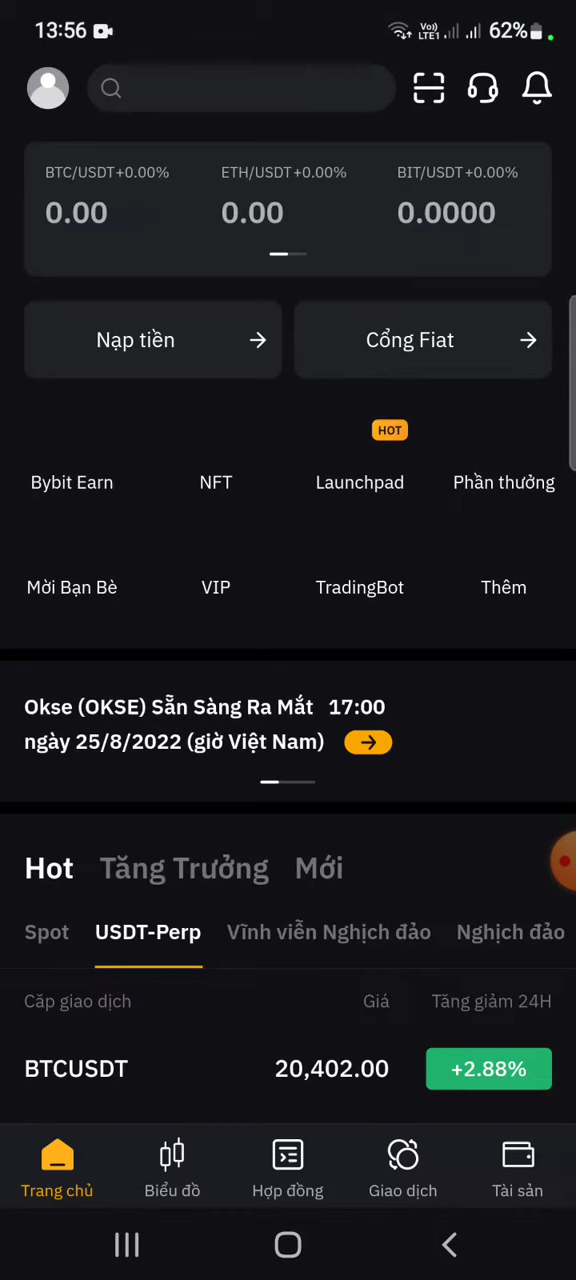 13:56 Vo)) LTE1 62%
BTC/USDT+0.00% ETH/USDT+0.00% BIT/USDT+0.00%
0.00 0.00 0.0000
Nạp tiền Cổng Fiat
HOT
Bybit Earn NFT Launchpad Phần thưởng
Mời Bạn Bè VIP TradingBot Thêm
Okse (OKSE) Sẵn Sàng Ra Mắt 17:00
ngày 25/8/2022 (giờ Việt Nam)
Hot Tăng Trưởng Mới
Spot USDT-Perp Vĩnh viễn Nghịch đảo Nghịch đảo
Cặp giao dịch Giá Tăng giảm 24H
BTCUSDT 20,402.00 +2.88%
Trang chủ Biểu đồ Hợp đồng Giao dịch Tài sản